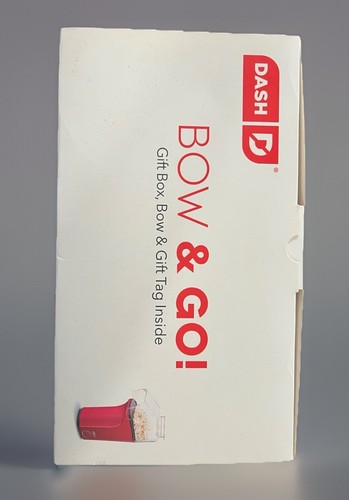 DASH
BOW & GO!
Gift Box, Bow & Gift Tag Inside